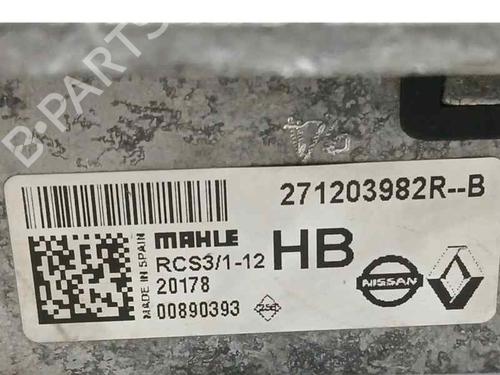 B-PARTS
271203982R--B
MAHLE
HB
RCS3/1-12
20178
00890393
MADE IN SPAIN
NISSAN